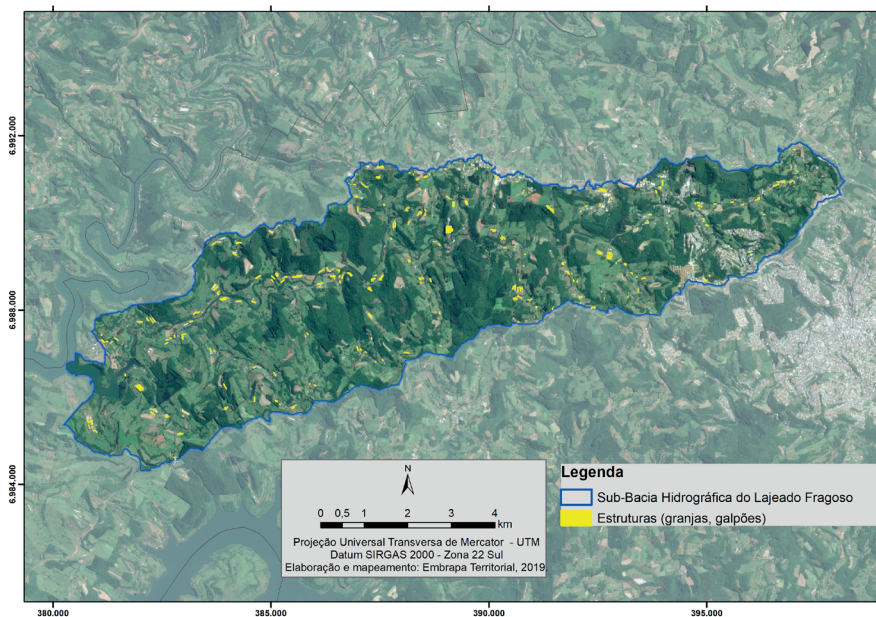 6.992.000
6.988.000
6.984.000
N
0 0,5 1 2 3 4
km
Projeção Universal Transversa de Mercator - UTM
Datum SIRGAS 2000 - Zona 22 Sul
Elaboração e mapeamento: Embrapa Territorial, 2019.
Legenda
Sub-Bacia Hidrográfica do Lajeado Fragoso
Estruturas (granjas, galpões)
380.000 385.000 390.000 395.000